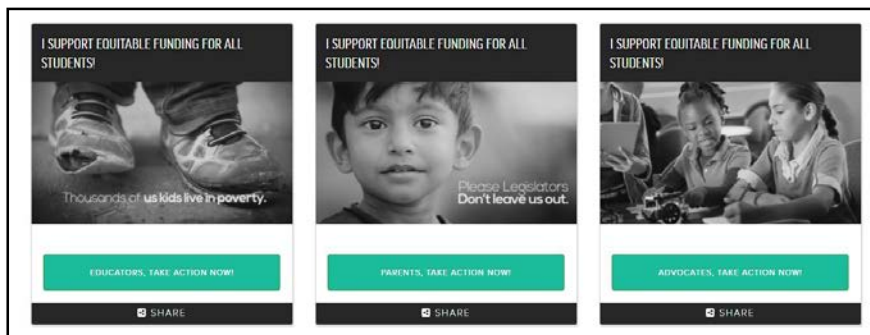 I SUPPORT EQUITABLE FUNDING FOR ALL
STUDENTS!
Thousands of us kids live in poverty.
EDUCATORS, TAKE ACTION NOW!
SHARE
I SUPPORT EQUITABLE FUNDING FOR ALL
STUDENTS!
Please Legislators
Don't leave us out.
PARENTS, TAKE ACTION NOW!
SHARE
I SUPPORT EQUITABLE FUNDING FOR ALL
STUDENTS!
ADVOCATES, TAKE ACTION NOW!
SHARE